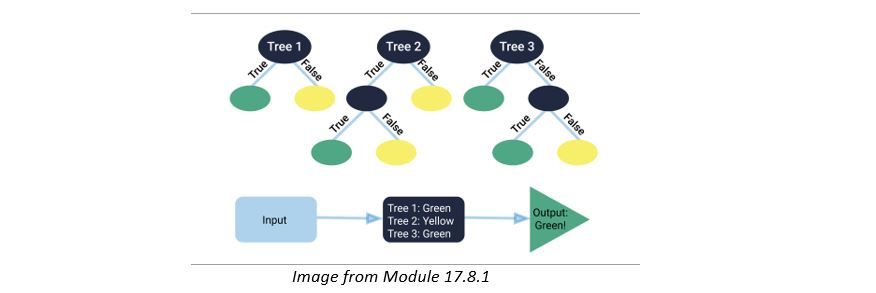 Tree 1
Tree 2
Tree 3
True
False
True
False
True
False
True
False
True
False
Input
Tree 1: Green
Tree 2: Yellow
Tree 3: Green
Output:
Green!
Image from Module 17.8.1